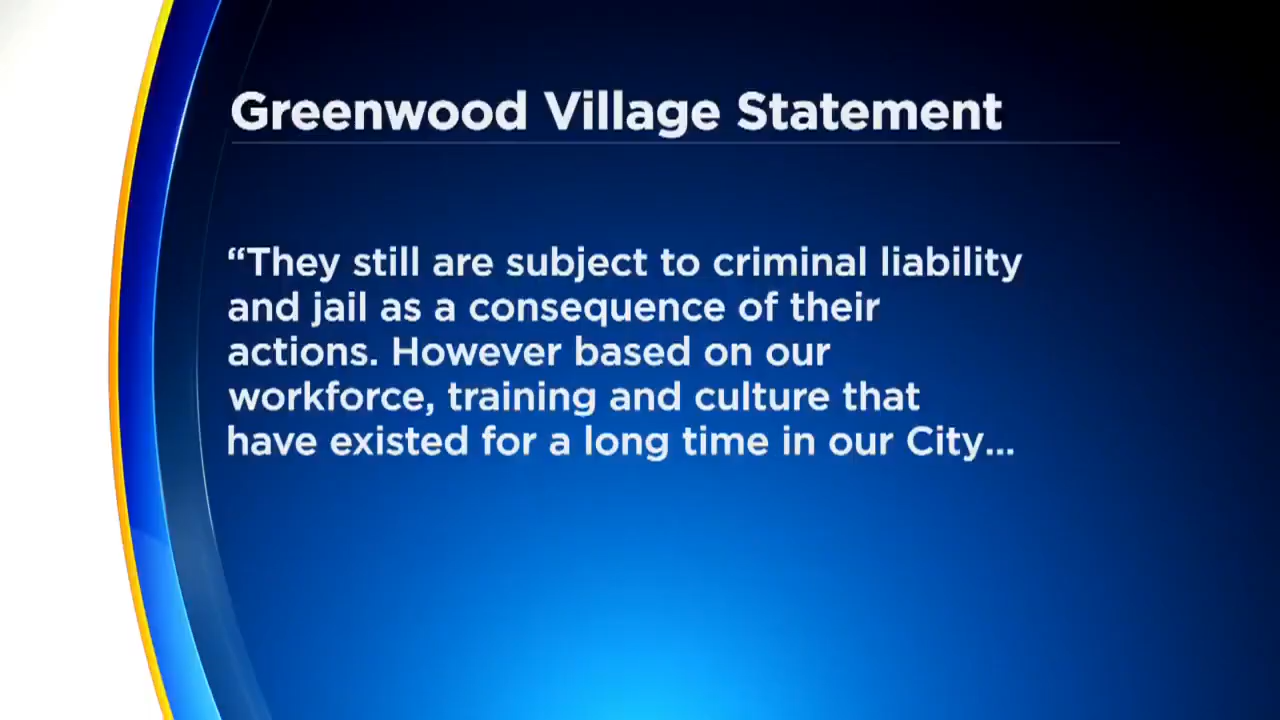 Greenwood Village Statement
“They still are subject to criminal liability
and jail as a consequence of their
actions. However based on our
workforce, training and culture that
have existed for a long time in our City...